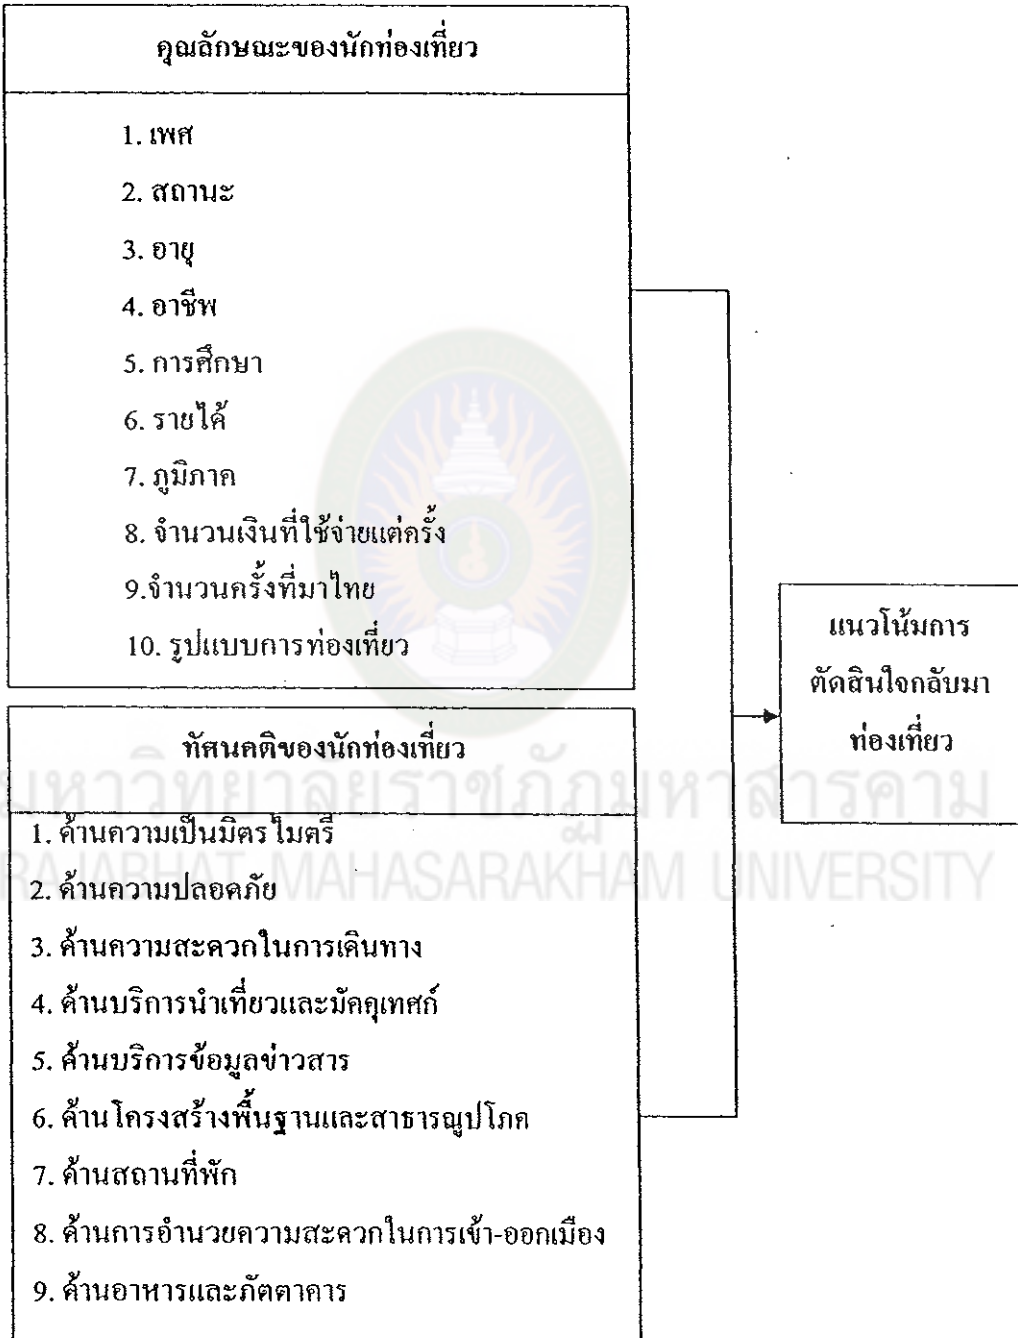 คุณลักษณะของนักท่องเที่ยว
1. เพศ
2. สถานะ
3. อายุ
4. อาชีพ
5. การศึกษา
6. รายได้
7. ภูมิภาค
8. จำนวนเงินที่ใช้จ่ายแต่ครั้ง
9.จำนวนครั้งที่มาไทย
10. รูปแบบการท่องเที่ยว
ทัศนคติของนักท่องเที่ยว
1. ด้านความเป็นมิตรไมตรี
2. ด้านความปลอดภัย
3. ด้านความสะดวกในการเดินทาง
4. ด้านบริการนำเที่ยวและมัคคุเทศก์
5. ด้านบริการข้อมูลข่าวสาร
6. ด้านโครงสร้างพื้นฐานและสาธารณูปโภค
7. ด้านสถานที่พัก
8. ด้านการอำนวยความสะดวกในการเข้า-ออกเมือง
9. ด้านอาหารและภัตตาคาร
แนวโน้มการ
ตัดสินใจกลับมา
ท่องเที่ยว
มหาวิทยาลัยราชภัฏมหาสารคาม
RAJABHAT MAHASARAKHAM UNIVERSITY